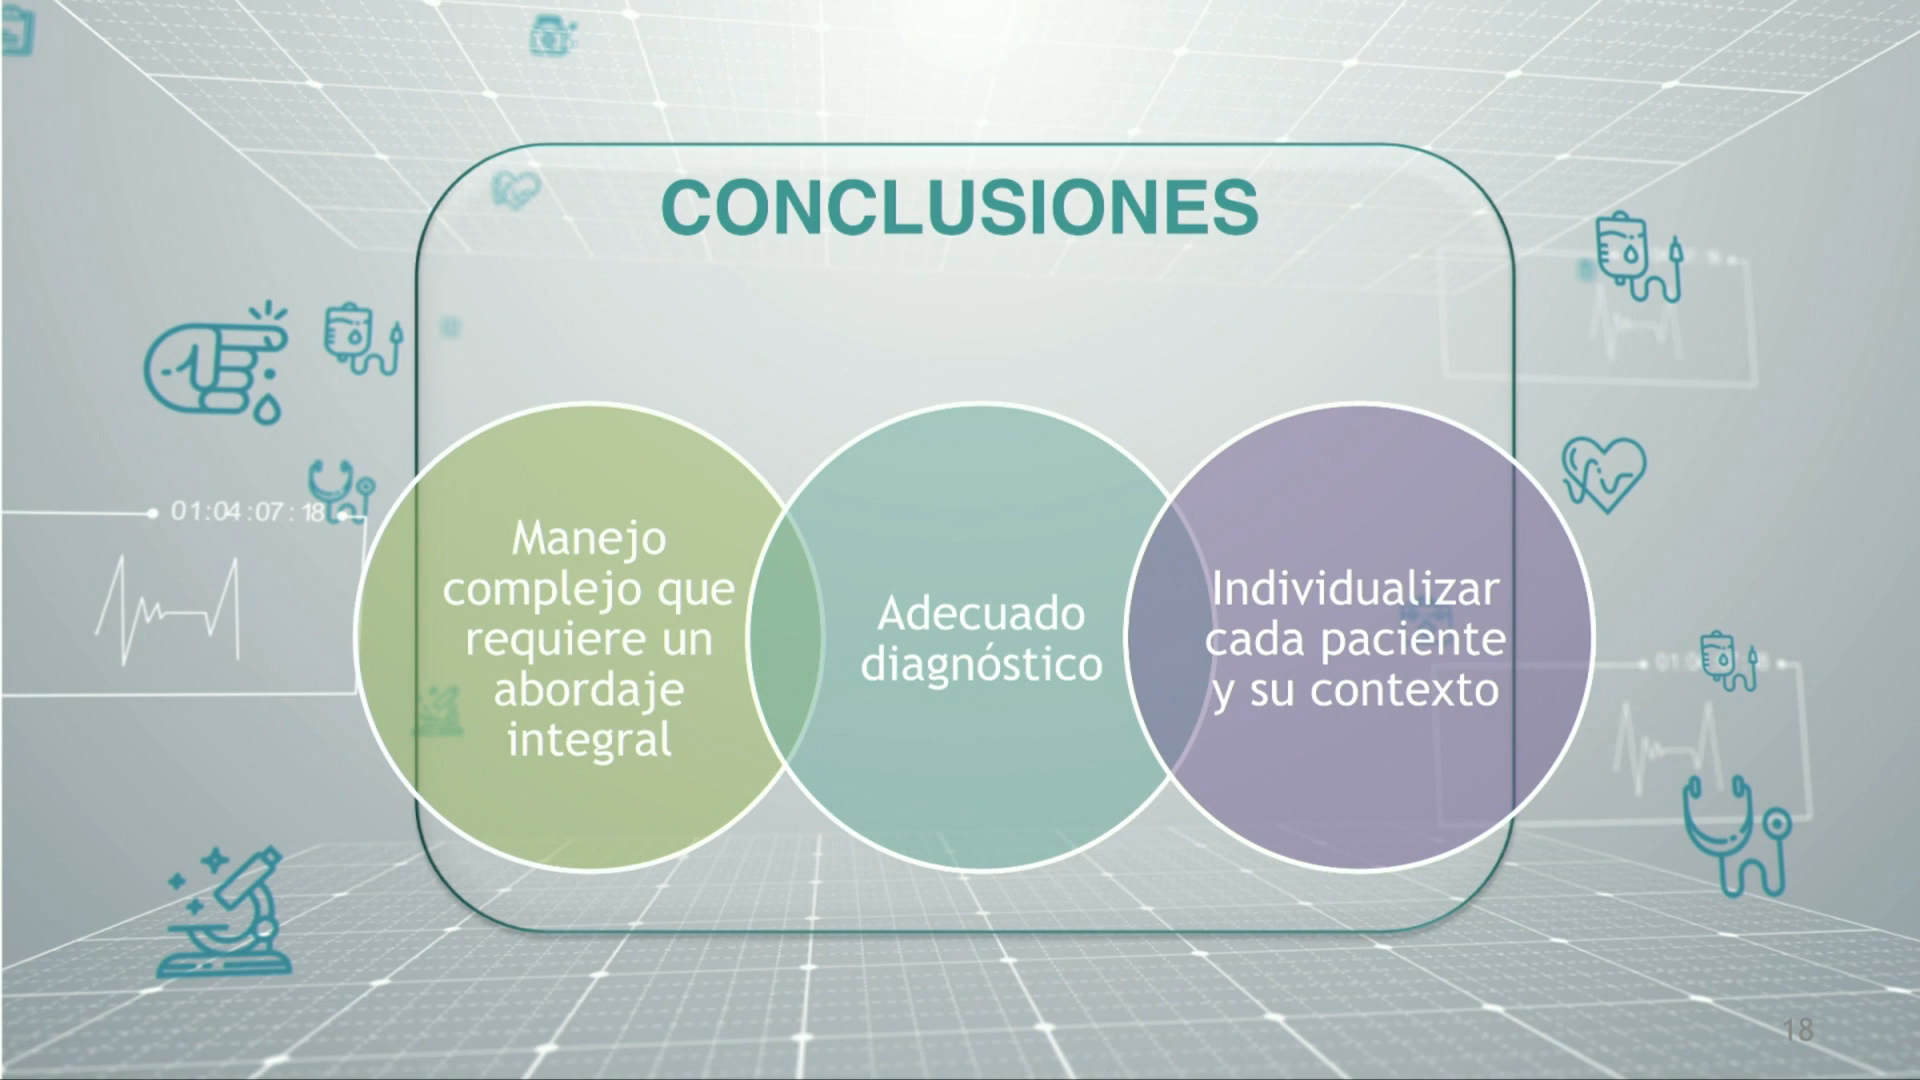 CONCLUSIONES
Manejo
complejo que
requiere un
abordaje
integral
Adecuado
diagnóstico
Individualizar
cada paciente
y su contexto
01:04:07:18
18